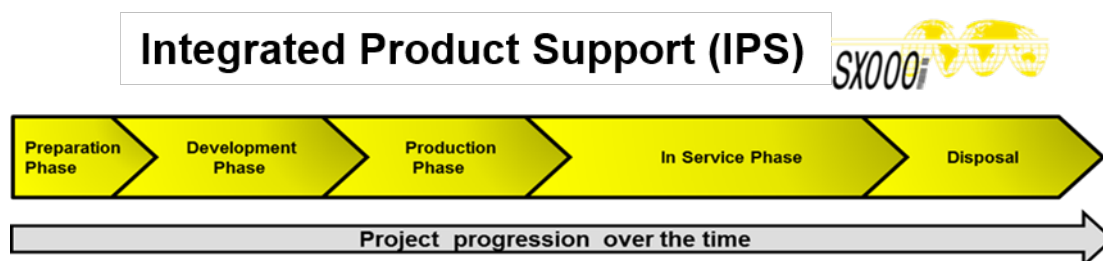 Integrated Product Support (IPS)
SX000i
Preparation
Phase
Development
Phase
Production
Phase
In Service Phase
Disposal
Project progression over the time